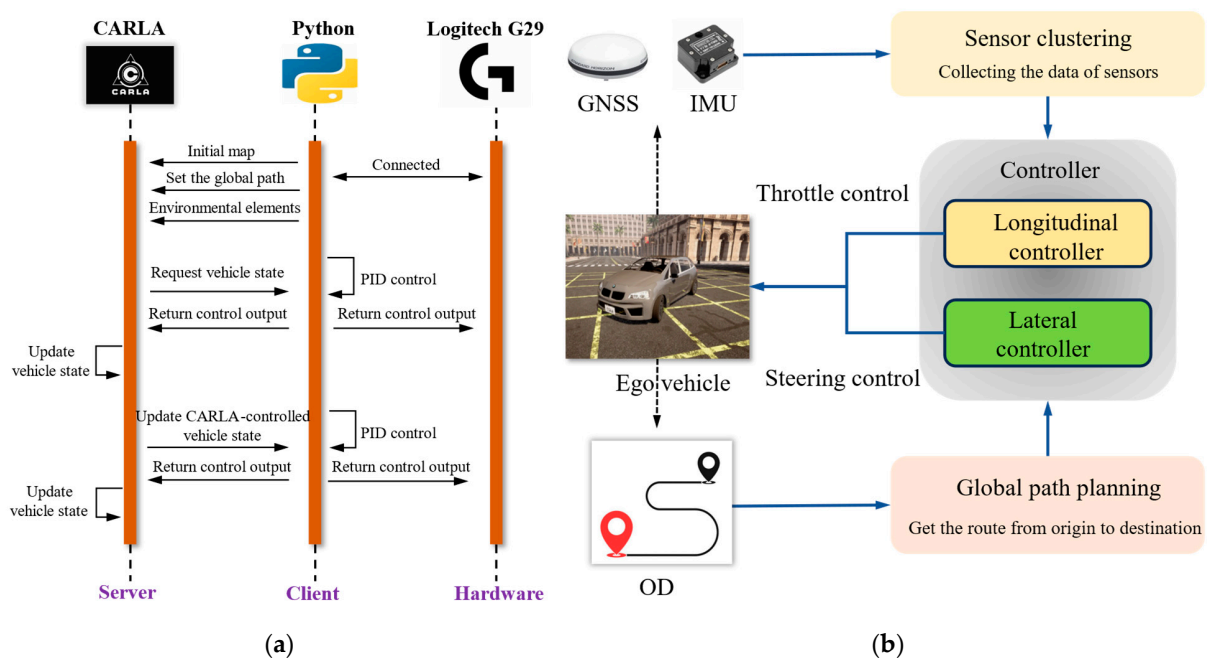 CARLA
Python
Logitech G29
CARLA
Initial map
Connected
Set the global path
Environmental elements
Request vehicle state
PID control
Return control output
Return control output
Update
vehicle state
Update CARLA-controlled
vehicle state
PID control
Return control output
Return control output
Update
vehicle state
Server
Client
Hardware
(a)
GNSS
IMU
Sensor clustering
Collecting the data of sensors
Controller
Throttle control
Longitudinal
controller
Lateral
controller
Ego vehicle
Steering control
Global path planning
Get the route from origin to destination
OD
(b)